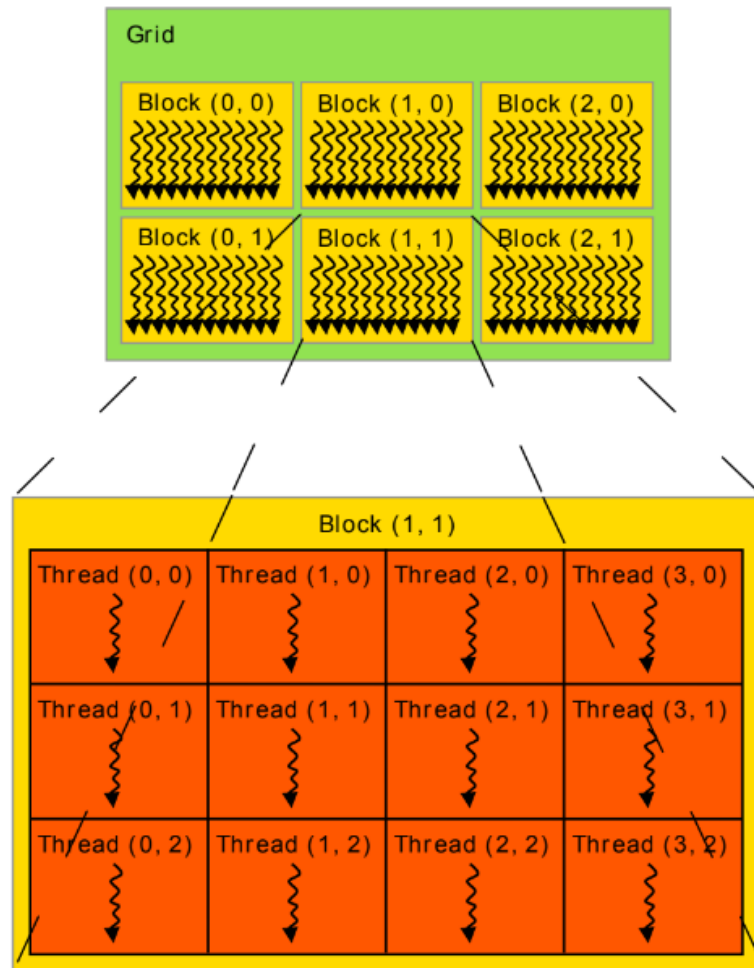 Grid
Block (0, 0) Block (1, 0) Block (2, 0)
Block (0, 1) Block (1, 1) Block (2, 1)
Block (1, 1)
Thread (0, 0) Thread (1, 0) Thread (2, 0) Thread (3, 0)
Thread (0, 1) Thread (1, 1) Thread (2, 1) Thread (3, 1)
Thread (0, 2) Thread (1, 2) Thread (2, 2) Thread (3, 2)